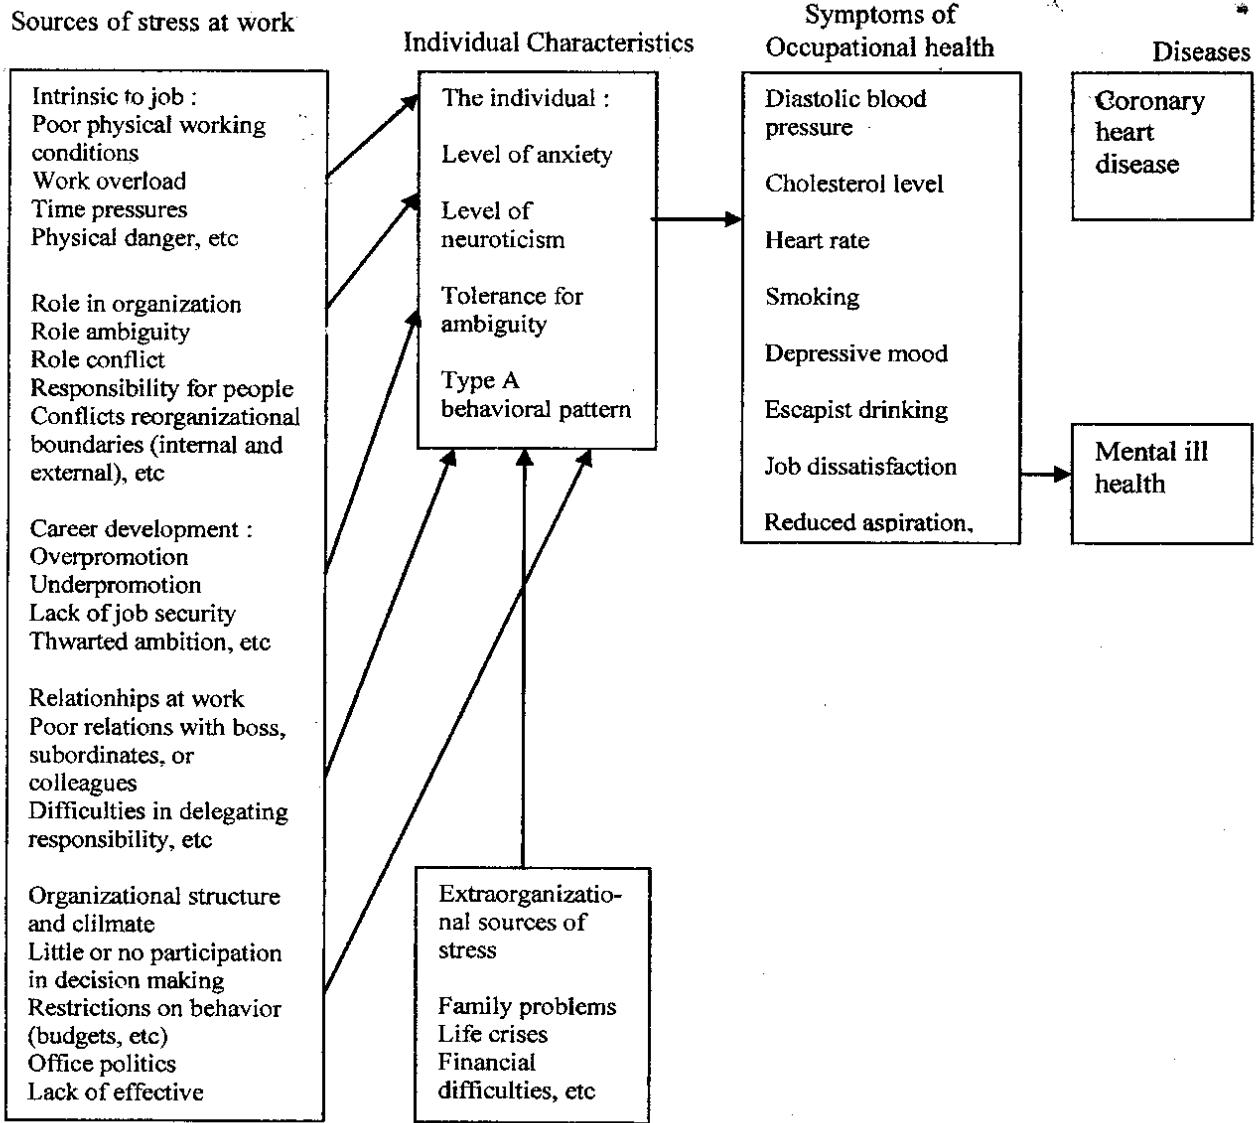 Sources of stress at work
Intrinsic to job :
Poor physical working
conditions
Work overload
Time pressures
Physical danger, etc
Role in organization
Role ambiguity
Role conflict
Responsibility for people
Conflicts reorganizational
boundaries (internal and
external), etc
Career development :
Overpromotion
Underpromotion
Lack of job security
Thwarted ambition, etc
Relationhips at work
Poor relations with boss,
subordinates, or
colleagues
Difficulties in delegating
responsibility, etc
Organizational structure
and clilmate
Little or no participation
in decision making
Restrictions on behavior
(budgets, etc)
Office politics
Lack of effective
Individual Characteristics
The individual :
Level of anxiety
Level of
neuroticism
Tolerance for
ambiguity
Type A
behavioral pattern
Extraorganizatio-
nal sources of
stress
Family problems
Life crises
Financial
difficulties, etc
Symptoms of
Occupational health
Diastolic blood
pressure
Cholesterol level
Heart rate
Smoking
Depressive mood
Escapist drinking
Job dissatisfaction
Reduced aspiration,
Diseases
Coronary
heart
disease
Mental ill
health